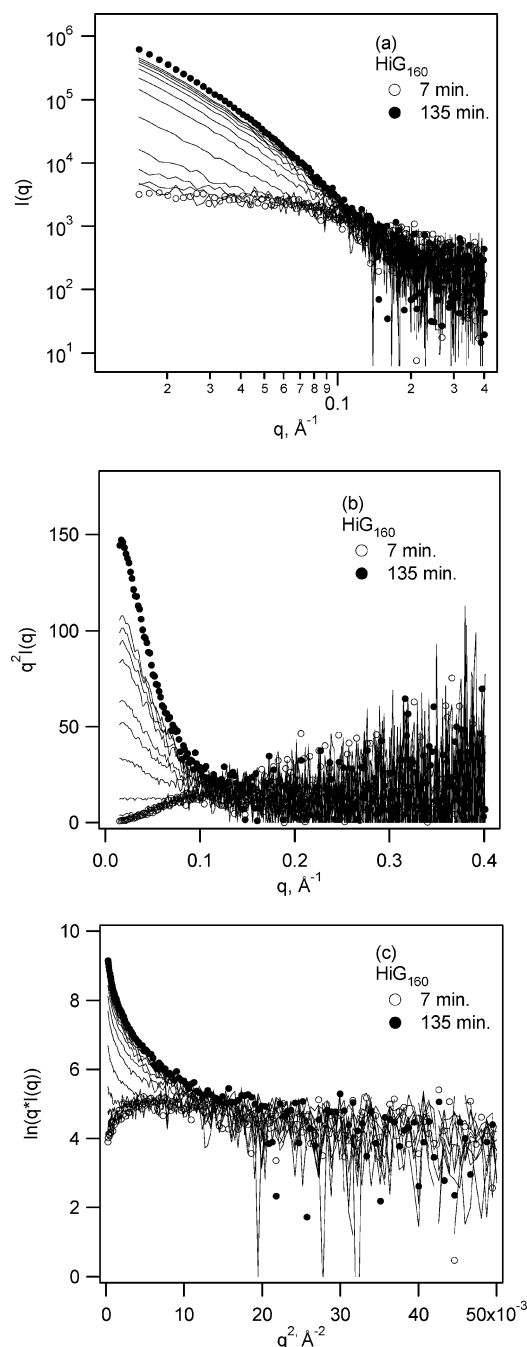 10⁶
(a)
HiG₁₆₀
7 min.
135 min.
10⁵
10⁴
I(q)
10³
10²
10¹
2 3 4 5 6 7 8 9 0.1 2 3 4
q, Å⁻¹
(b)
HiG₁₆₀
7 min.
135 min.
150
100
q²I(q)
50
0
0.0 0.1 0.2 0.3 0.4
q, Å⁻¹
10
(c)
HiG₁₆₀
7 min.
135 min.
8
6
ln(q*I(q))
4
2
0
0 10 20 30 40 50x10⁻³
q², Å⁻²